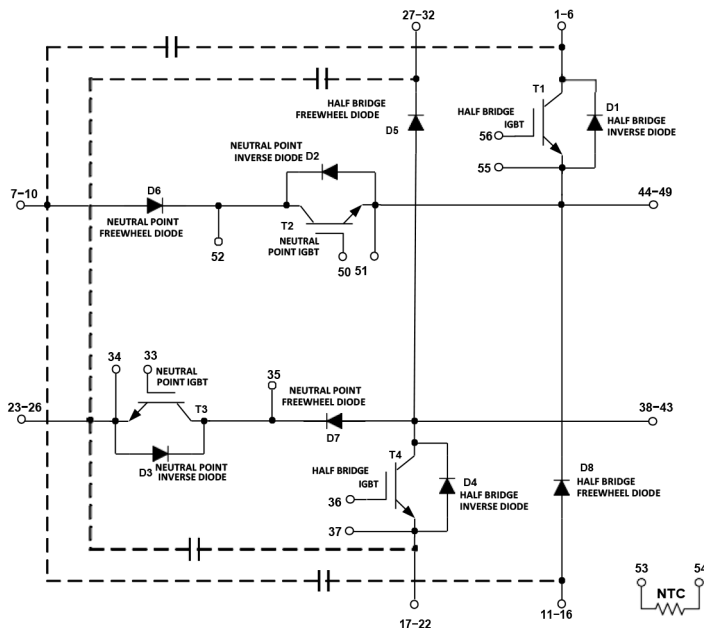 27-32
1-6
HALF BRIDGE
FREEWHEEL DIODE
D5
T1
HALF BRIDGE
IGBT
56
55
D1
HALF BRIDGE
INVERSE DIODE
NEUTRAL POINT
INVERSE DIODE
D2
7-10
D6
NEUTRAL POINT
FREEWHEEL DIODE
52
T2
NEUTRAL
POINT IGBT
50
51
44-49
34
33
NEUTRAL
POINT IGBT
35
NEUTRAL POINT
FREEWHEEL DIODE
23-26
T3
D7
38-43
D3
NEUTRAL POINT
INVERSE DIODE
HALF BRIDGE
IGBT
T4
36
37
D4
HALF BRIDGE
INVERSE DIODE
D8
HALF BRIDGE
FREEWHEEL DIODE
53
54
NTC
17-22
11-16